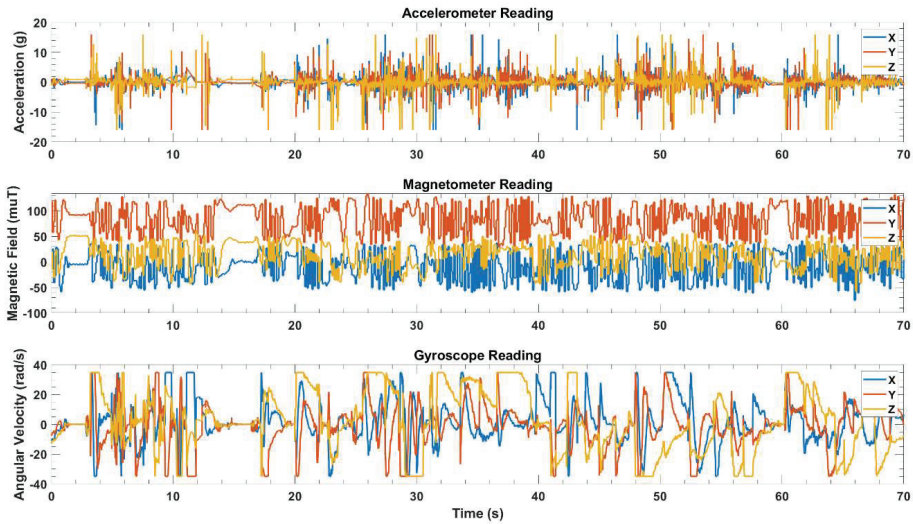 Accelerometer Reading
Acceleration (g)
20
10
0
-10
-20
X
Y
Z
0 10 20 30 40 50 60 70
Magnetometer Reading
Magnetic Field (muT)
100
50
0
-50
-100
X
Y
Z
0 10 20 30 40 50 60 70
Gyroscope Reading
Angular Velocity (rad/s)
40
20
0
-20
-40
X
Y
Z
0 10 20 30 40 50 60 70
Time (s)